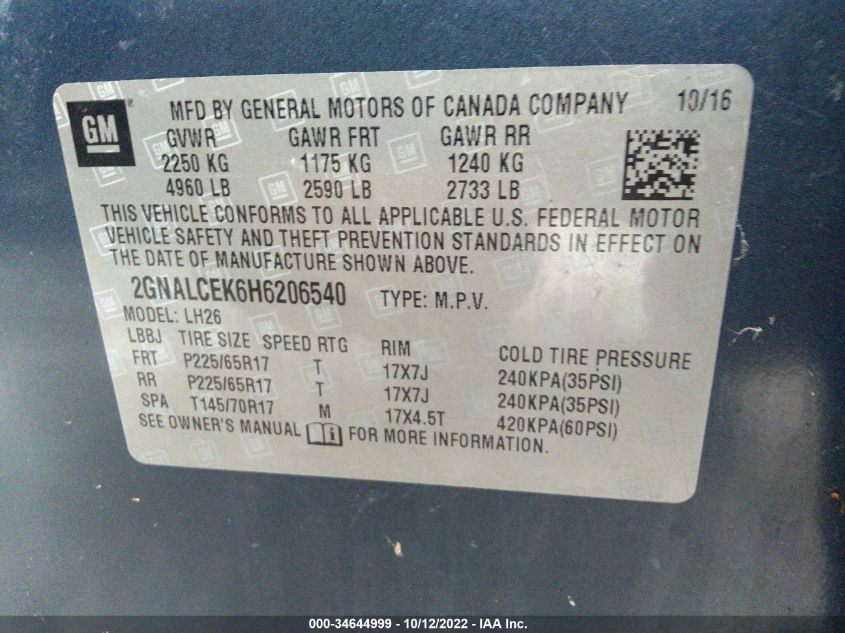 GM
MFD BY GENERAL MOTORS OF CANADA COMPANY 10/16
GVWR GAWR FRT GAWR RR
2250 KG 1175 KG 1240 KG
4960 LB 2590 LB 2733 LB
THIS VEHICLE CONFORMS TO ALL APPLICABLE U.S. FEDERAL MOTOR
VEHICLE SAFETY AND THEFT PREVENTION STANDARDS IN EFFECT ON
THE DATE OF MANUFACTURE SHOWN ABOVE.
2GNALCEK6H6206540 TYPE: M.P.V.
MODEL: LH26
LBBJ TIRE SIZE SPEED RTG RIM COLD TIRE PRESSURE
FRT P225/65R17 T 17X7J 240KPA(35PSI)
RR P225/65R17 T 17X7J 240KPA(35PSI)
SPA T145/70R17 M 17X4.5T 420KPA(60PSI)
SEE OWNER'S MANUAL FOR MORE INFORMATION.
000-34644999 - 10/12/2022 - IAA Inc.